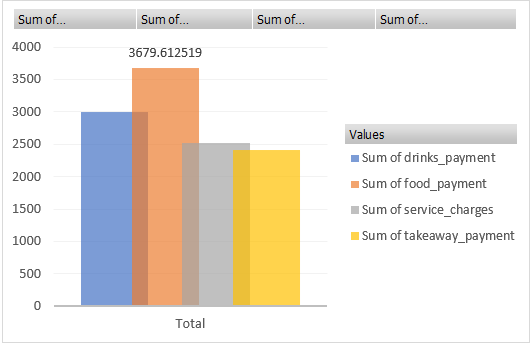 Sum of...
Sum of...
Sum of...
Sum of...
3679.612519
4000
3500
3000
2500
2000
1500
1000
500
0
Total
Values
Sum of drinks_payment
Sum of food_payment
Sum of service_charges
Sum of takeaway_payment